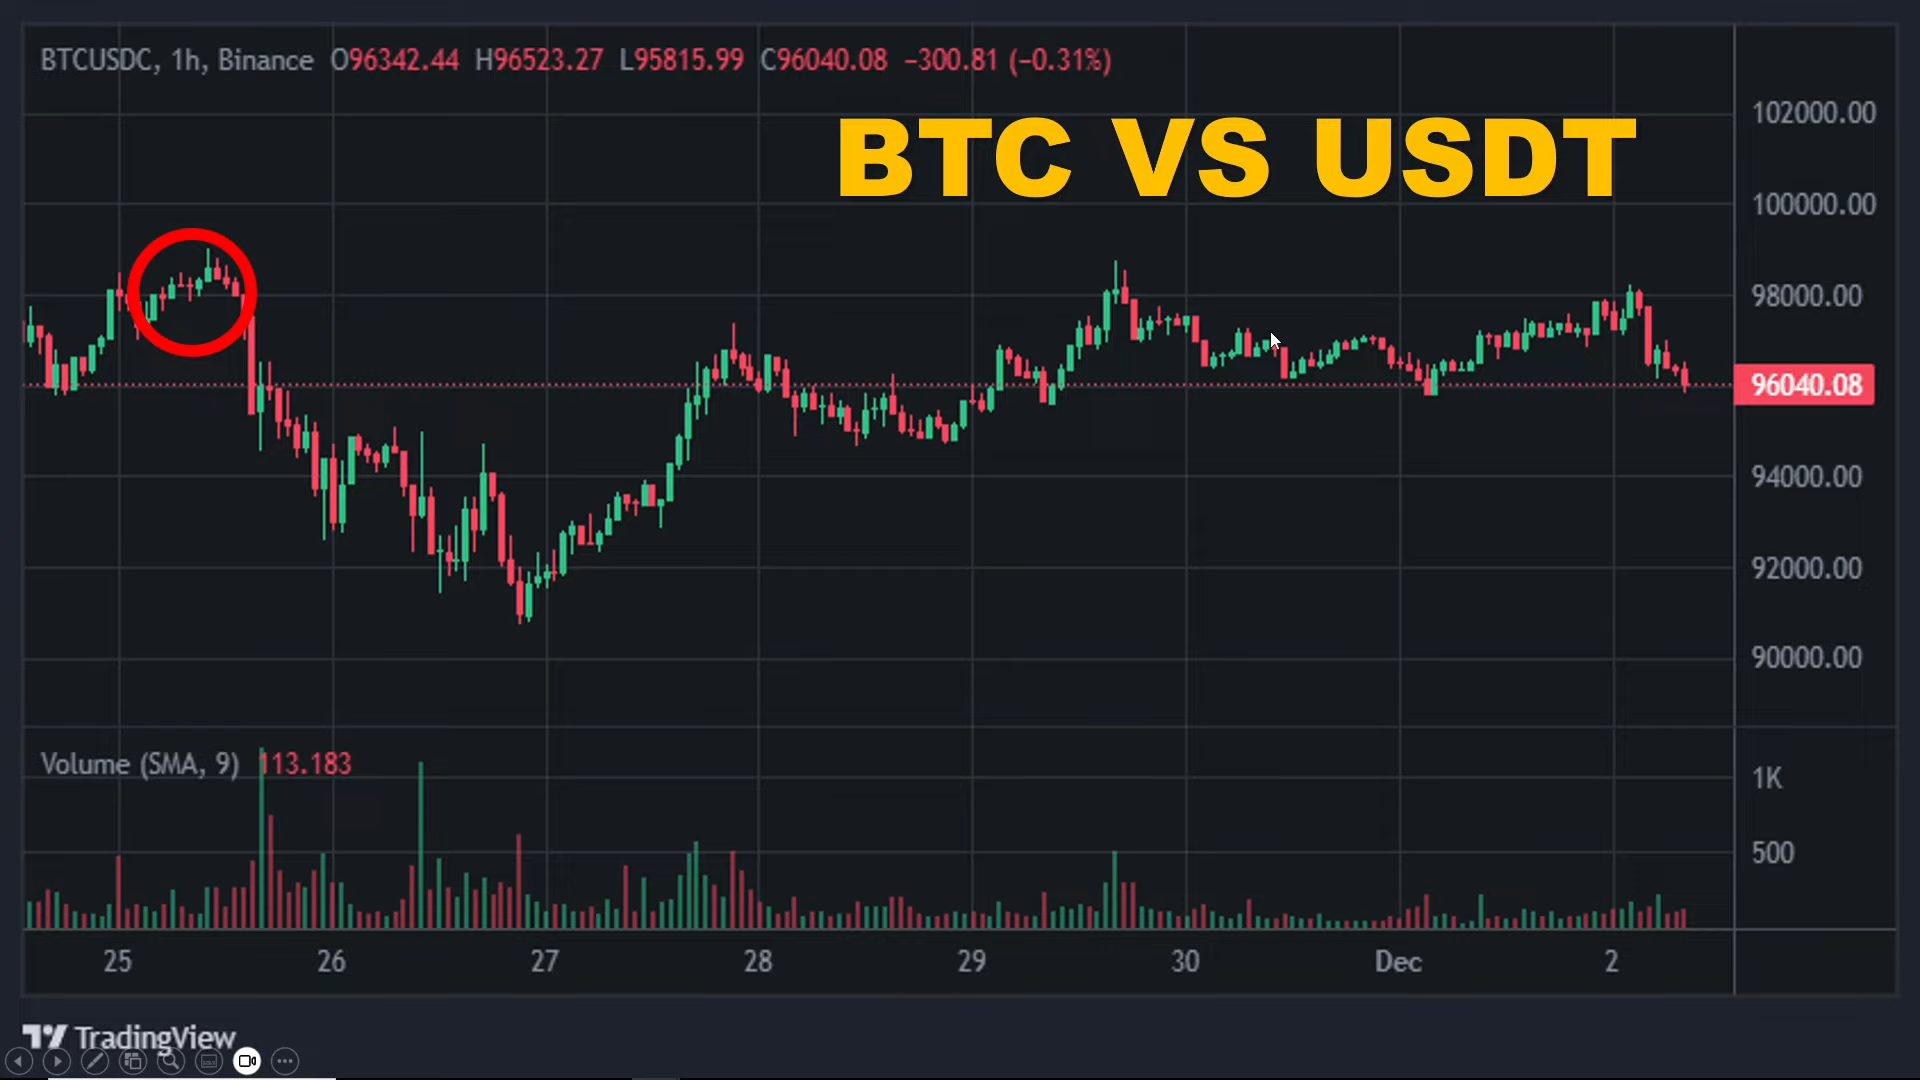 BTCUSDC, 1h, Binance O96342.44 H96523.27 L95815.99 C96040.08 −300.81 (−0.31%)
BTC VS USDT
102000.00
100000.00
98000.00
96040.08
94000.00
92000.00
90000.00
Volume (SMA, 9) 113.183
1K
500
25 26 27 28 29 30 Dec 2
TradingView